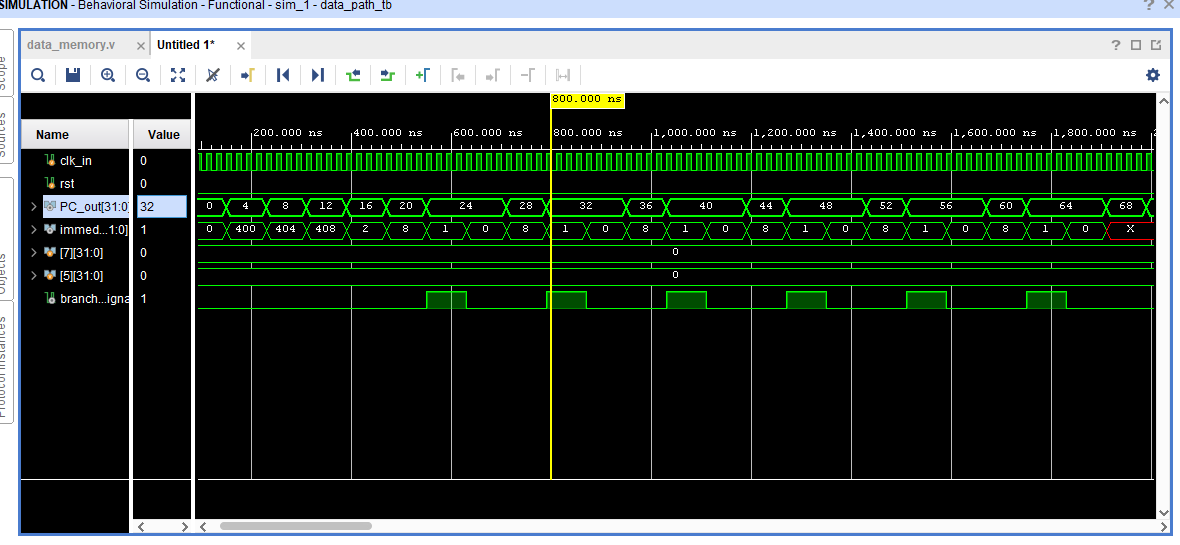 SIMULATION - Behavioral Simulation - Functional - sim_1 - data_path_tb
data_memory.v
Untitled 1*
Scope
Sources
Objects
Protocol Instances
800.000 ns
Name Value
200.000 ns 400.000 ns 600.000 ns 800.000 ns 1,000.000 ns 1,200.000 ns 1,400.000 ns 1,600.000 ns 1,800.000 ns
clk_in 0
rst 0
PC_out[31:0] 32 0 4 8 12 16 20 24 28 32 36 40 44 48 52 56 60 64 68
immed...1:0] 1 0 400 404 408 2 8 1 0 8 1 0 8 1 0 8 1 0 8 1 0 8 1 0 X
[7][31:0] 0 0
[5][31:0] 0 0
branch...igna 1